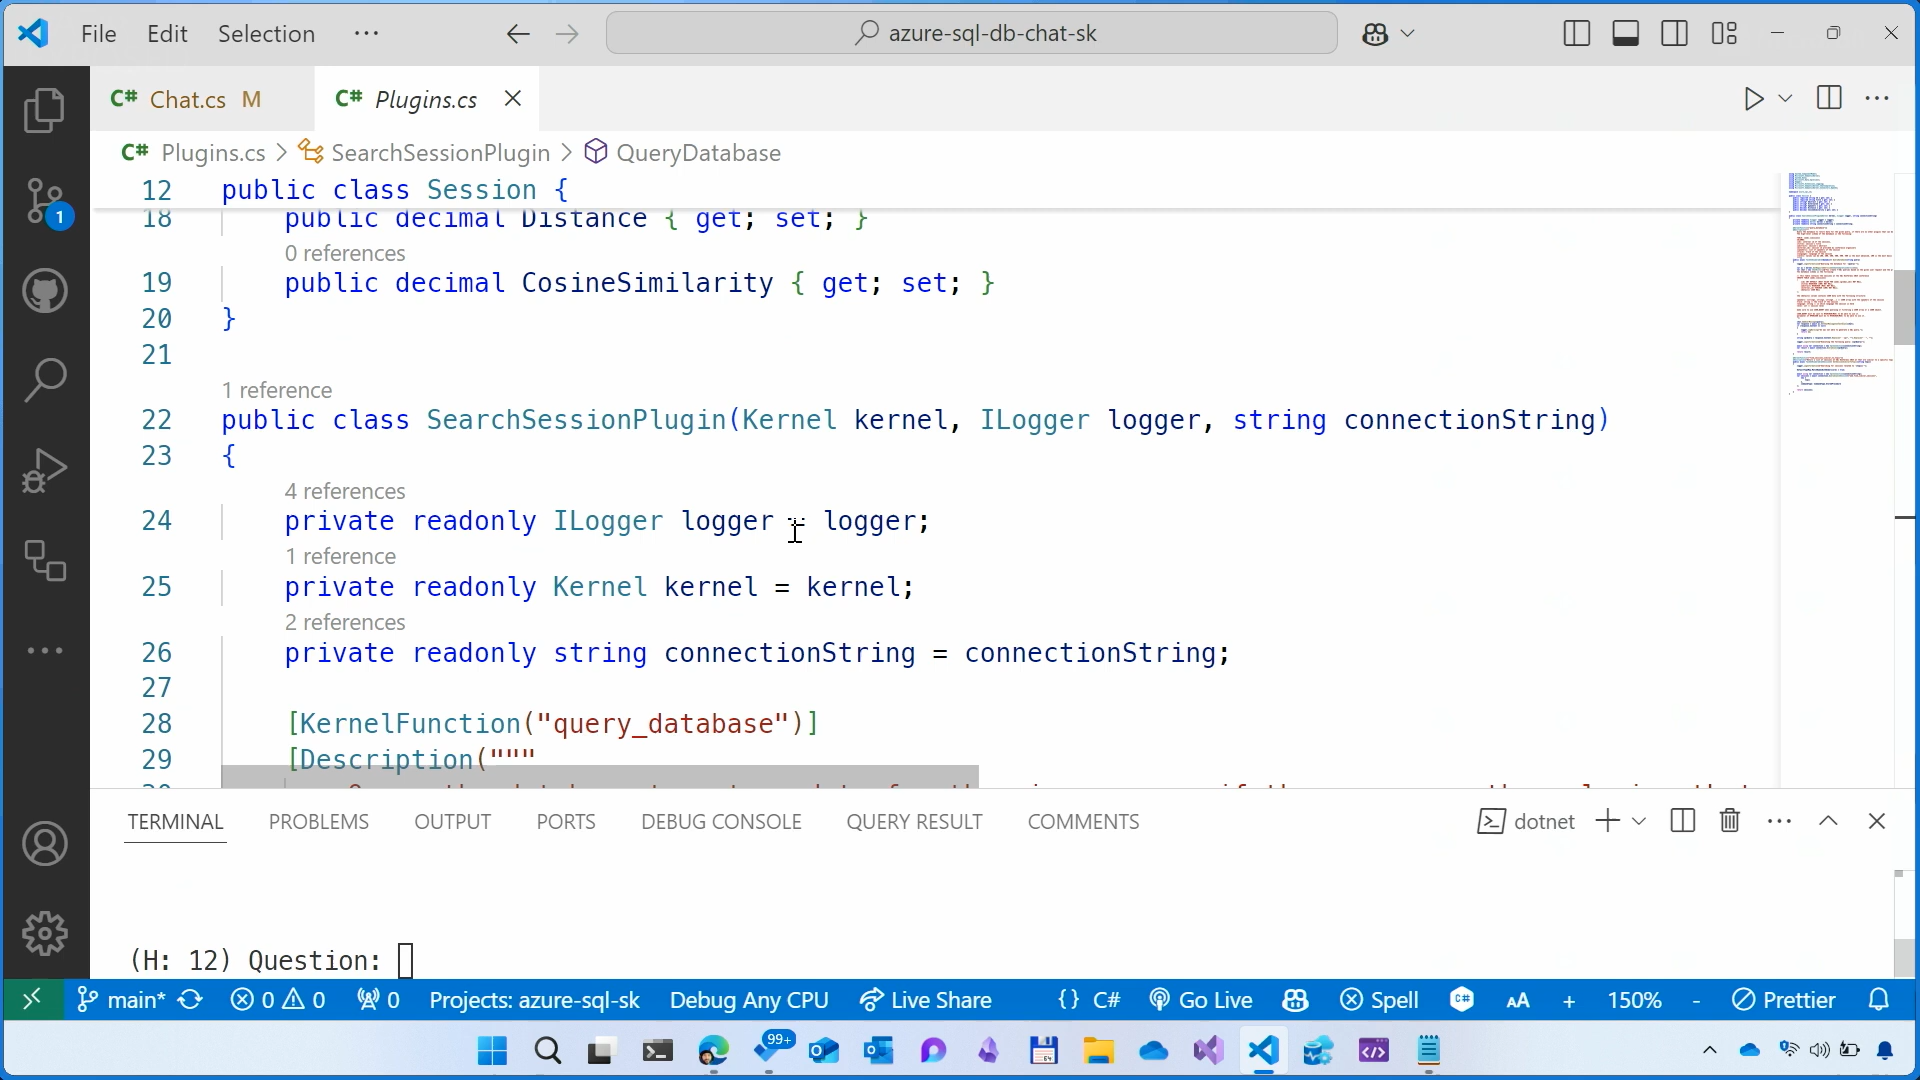 File Edit Selection ··· azure-sql-db-chat-sk
C# Chat.cs M C# Plugins.cs
C# Plugins.cs > SearchSessionPlugin > QueryDatabase
12 public class Session {
18 public decimal Distance { get; set; }
0 references
19 public decimal CosineSimilarity { get; set; }
20 }
21
1 reference
22 public class SearchSessionPlugin(Kernel kernel, ILogger logger, string connectionString)
23 {
4 references
24 private readonly ILogger logger = logger;
1 reference
25 private readonly Kernel kernel = kernel;
2 references
26 private readonly string connectionString = connectionString;
27
28 [KernelFunction("query_database")]
29 [Description("""
TERMINAL PROBLEMS OUTPUT PORTS DEBUG CONSOLE QUERY RESULT COMMENTS dotnet
(H: 12) Question:
1
main* 0 0 0 Projects: azure-sql-sk Debug Any CPU Live Share {} C# Go Live Spell AA + 150% - Prettier
99+